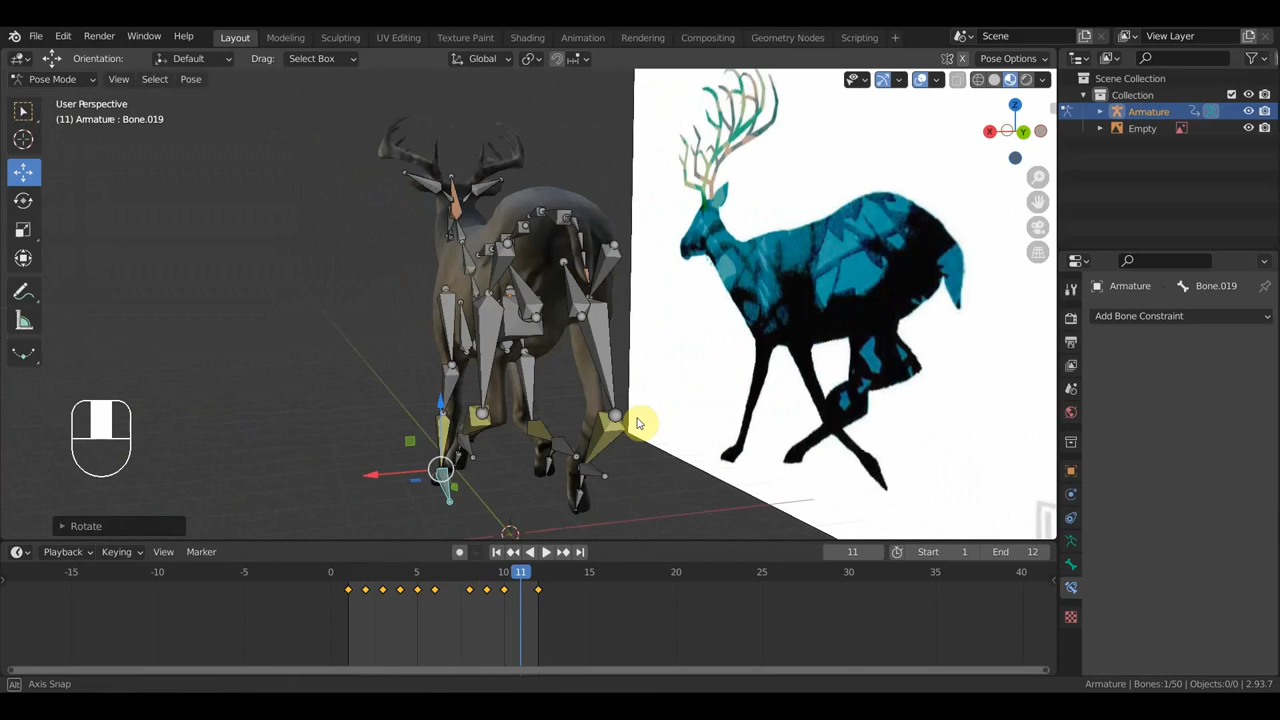 File Edit Render Window Help Layout Modeling Sculpting UV Editing Texture Paint Shading Animation Rendering Compositing Geometry Nodes Scripting + Scene View Layer
Orientation: Default Drag: Select Box Global X Pose Options
Pose Mode View Select Pose
User Perspective
(11) Armature : Bone.019
Z
X
Y
Scene Collection
Collection
Armature
Empty
Armature Bone.019
Add Bone Constraint
Rotate
Playback Keying View Marker 11 Start 1 End 12
-15 -10 -5 0 5 10 11 15 20 25 30 35 40
Alt Axis Snap Armature | Bones:1/50 | Objects:0/0 | 2.93.7